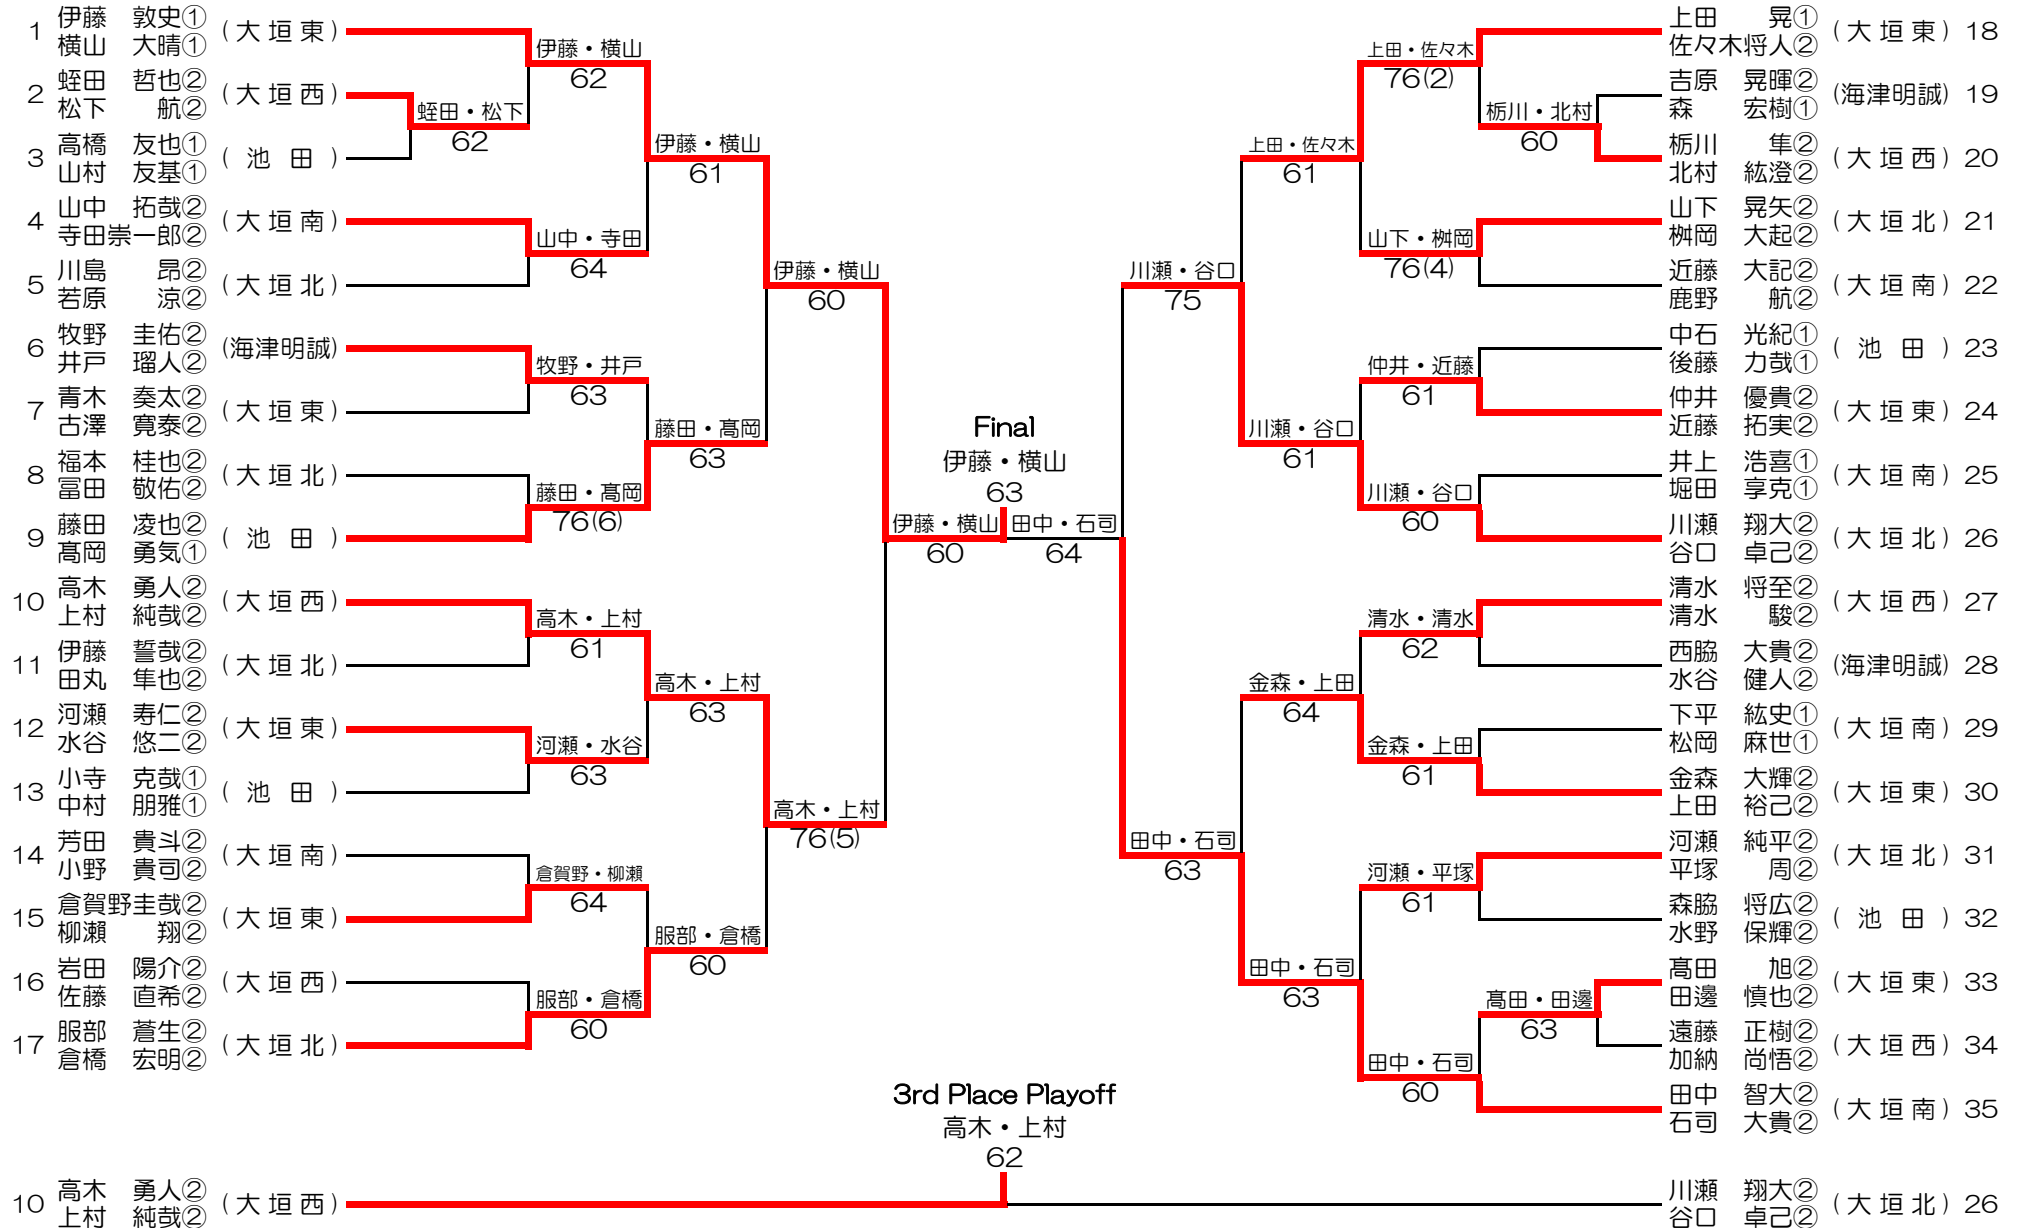 1 伊藤　敦史① (大垣東)
横山　大晴①
2 蛭田　哲也② (大垣西)
松下　航②
3 高橋　友也① (池田)
山村　友基①
4 山中　拓哉② (大垣南)
寺田崇一郎②
5 川島　昂② (大垣北)
若原　涼②
6 牧野　圭佑② (海津明誠)
井戸　瑠人②
7 青木　奏太② (大垣東)
古澤　寛泰②
8 福本　桂也② (大垣北)
冨田　敬佑②
9 藤田　凌也② (池田)
髙岡　勇気①
10 高木　勇人② (大垣西)
上村　純哉②
11 伊藤　誓哉② (大垣北)
田丸　隼也②
12 河瀬　寿仁② (大垣東)
水谷　悠二②
13 小寺　克哉① (池田)
中村　朋雅①
14 芳田　貴斗② (大垣南)
小野　貴司②
15 倉賀野圭哉② (大垣東)
柳瀬　翔②
16 岩田　陽介② (大垣西)
佐藤　直希②
17 服部　蒼生② (大垣北)
倉橋　宏明②
蛭田・松下
62
伊藤・横山
62
山中・寺田
64
牧野・井戸
63
藤田・髙岡
76(6)
高木・上村
61
河瀬・水谷
63
倉賀野・柳瀬
64
服部・倉橋
60
伊藤・横山
61
藤田・髙岡
63
高木・上村
63
服部・倉橋
60
伊藤・横山
60
高木・上村
76(5)
伊藤・横山
60
Final
伊藤・横山
63
田中・石司
64
川瀬・谷口
75
田中・石司
63
上田・佐々木
61
川瀬・谷口
61
金森・上田
64
田中・石司
63
上田・佐々木
76(2)
山下・桝岡
76(4)
仲井・近藤
61
川瀬・谷口
60
清水・清水
62
金森・上田
61
河瀬・平塚
61
田中・石司
60
栃川・北村
60
髙田・田邊
63
上田　晃① (大垣東) 18
佐々木将人②
吉原　晃暉② (海津明誠) 19
森　宏樹①
栃川　隼② (大垣西) 20
北村　紘澄②
山下　晃矢② (大垣北) 21
桝岡　大起②
近藤　大記② (大垣南) 22
鹿野　航②
中石　光紀① (池田) 23
後藤　力哉①
仲井　優貴② (大垣東) 24
近藤　拓実②
井上　浩喜① (大垣南) 25
堀田　享克①
川瀬　翔大② (大垣北) 26
谷口　卓己②
清水　将至② (大垣西) 27
清水　駿②
西脇　大貴② (海津明誠) 28
水谷　健人②
下平　紘史① (大垣南) 29
松岡　麻世①
金森　大輝② (大垣東) 30
上田　裕己②
河瀬　純平② (大垣北) 31
平塚　周②
森脇　将広② (池田) 32
水野　保輝②
髙田　旭② (大垣東) 33
田邊　慎也②
遠藤　正樹② (大垣西) 34
加納　尚悟②
田中　智大② (大垣南) 35
石司　大貴②
3rd Place Playoff
高木・上村
62
10 高木　勇人② (大垣西)
上村　純哉②
川瀬　翔大② (大垣北) 26
谷口　卓己②